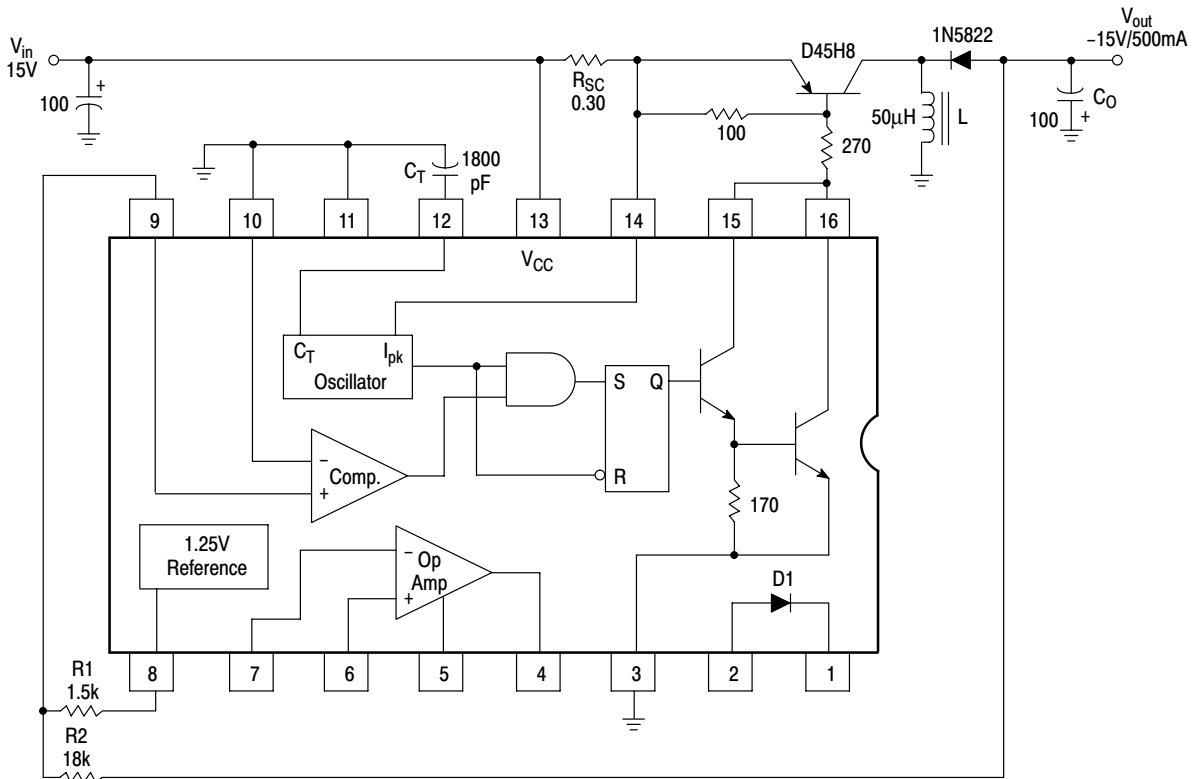 V_in
15V
100
+
R_SC
0.30
D45H8
1N5822
V_out
–15V/500mA
100
270
50μH
L
100
C_O
+
C_T
1800
pF
9
10
11
12
13
14
15
16
V_CC
C_T
I_pk
Oscillator
S
Q
R
–
Comp.
+
170
1.25V
Reference
–
Op
Amp
+
D1
8
7
6
5
4
3
2
1
R1
1.5k
R2
18k